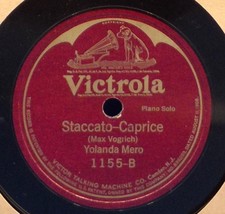 Victrola
Piano Solo
Staccato-Caprice
(Max Vogrich)
Yolanda Mero
1155-B
VICTOR TALKING MACHINE CO. Camden, N.J.